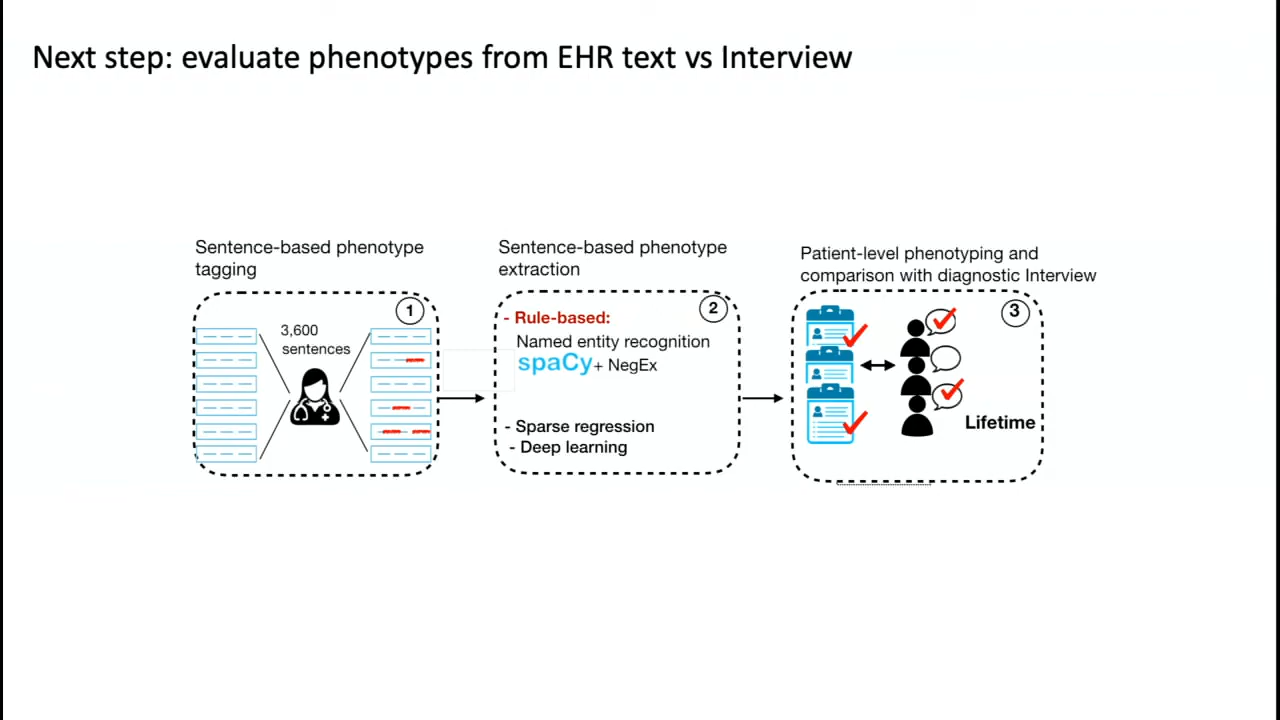 Next step: evaluate phenotypes from EHR text vs Interview
Sentence-based phenotype
tagging
1
3,600
sentences
Sentence-based phenotype
extraction
2
- Rule-based:
Named entity recognition
spaCy + NegEx
- Sparse regression
- Deep learning
Patient-level phenotyping and
comparison with diagnostic Interview
3
Lifetime